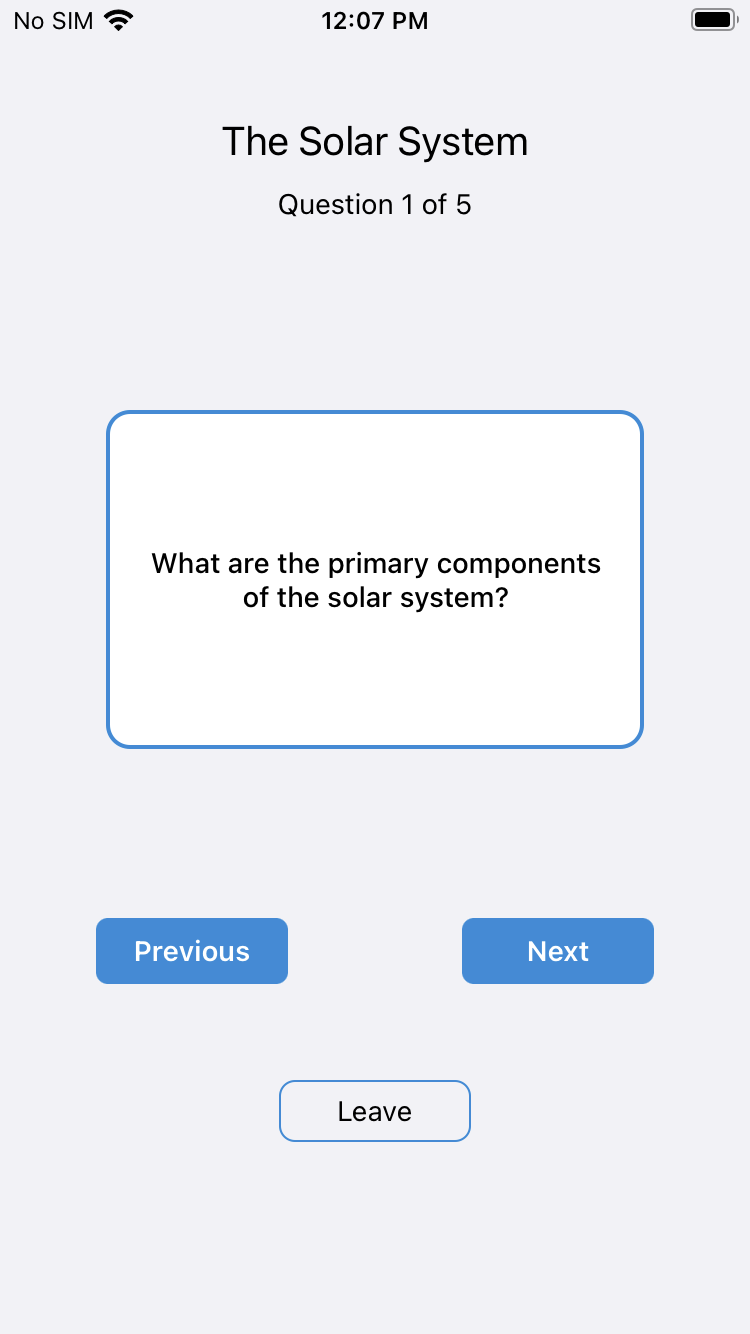 No SIM 12:07 PM
The Solar System
Question 1 of 5
What are the primary components
of the solar system?
Previous Next
Leave